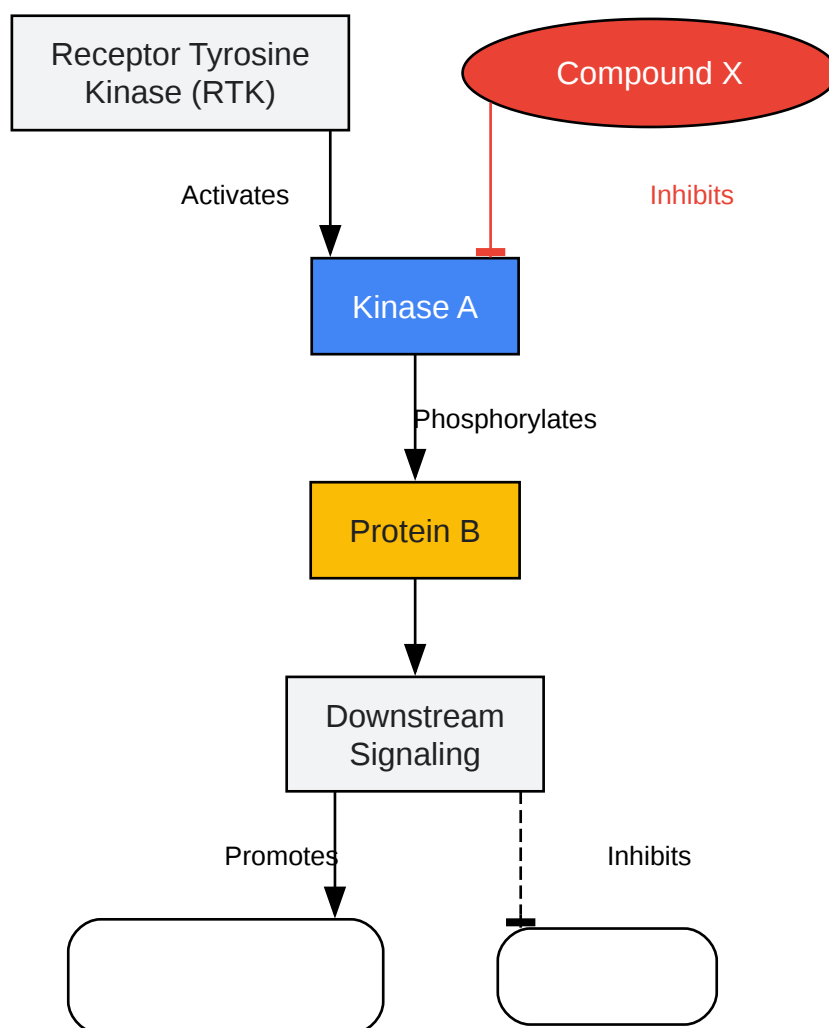 Receptor Tyrosine
Kinase (RTK)
Compound X
Activates
Inhibits
Kinase A
Phosphorylates
Protein B
Downstream
Signaling
Promotes
Inhibits